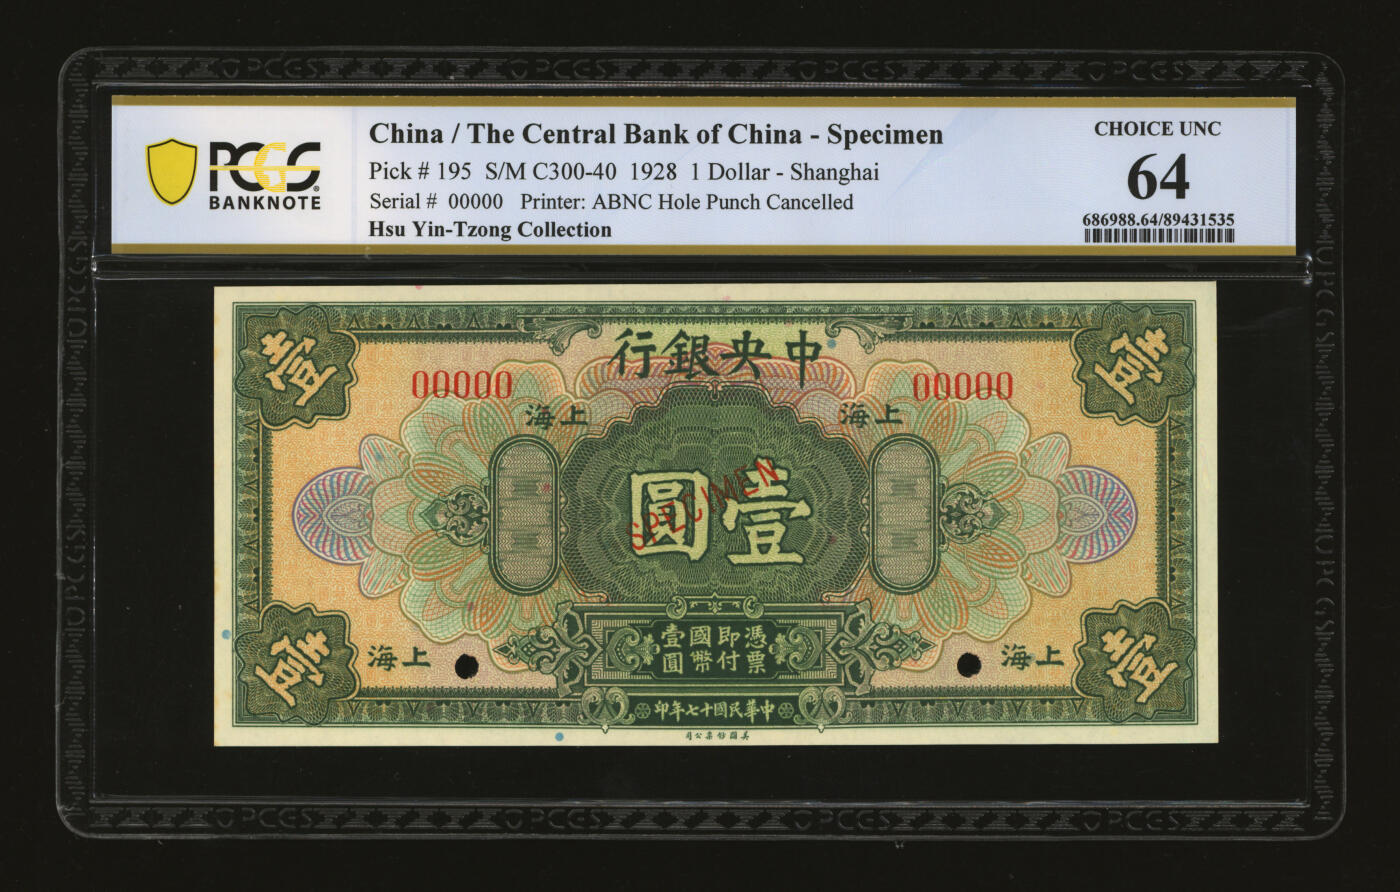 China / The Central Bank of China - Specimen
Pick # 195 S/M C300-40 1928 1 Dollar - Shanghai
Serial # 00000 Printer: ABNC Hole Punch Cancelled
Hsu Yin-Tzong Collection
PCGS
BANKNOTE
CHOICE UNC
64
686988.64/89431535
壹
壹
行銀央中
00000
00000
海上
海上
圓壹
SPECIMEN
壹國即憑
圓幣付票
海上
海上
壹
壹
印年七十國民華中
司公票鈔國美